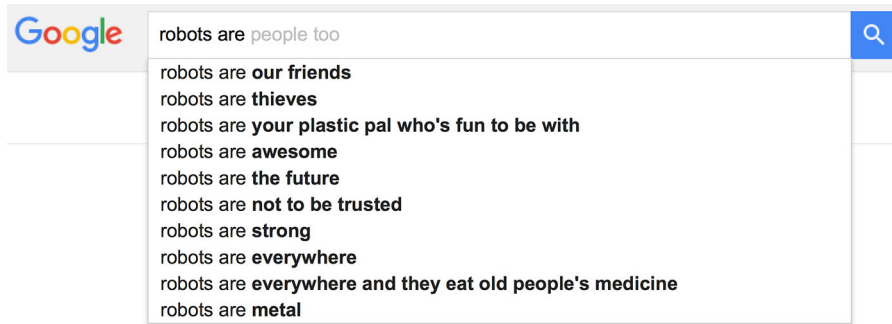 Google
robots are people too
robots are our friends
robots are thieves
robots are your plastic pal who's fun to be with
robots are awesome
robots are the future
robots are not to be trusted
robots are strong
robots are everywhere
robots are everywhere and they eat old people's medicine
robots are metal